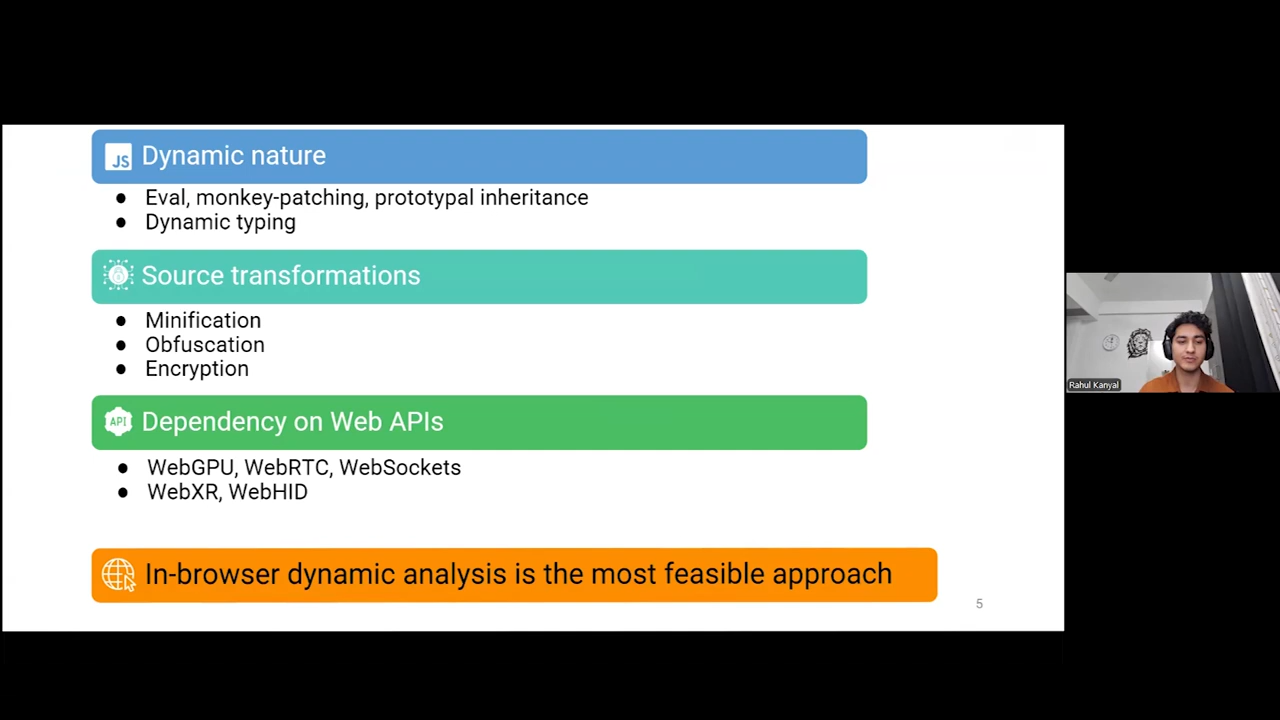 JS Dynamic nature
Eval, monkey-patching, prototypal inheritance
Dynamic typing
Source transformations
Minification
Obfuscation
Encryption
API Dependency on Web APIs
WebGPU, WebRTC, WebSockets
WebXR, WebHID
In-browser dynamic analysis is the most feasible approach
5
Rahul Kanyal